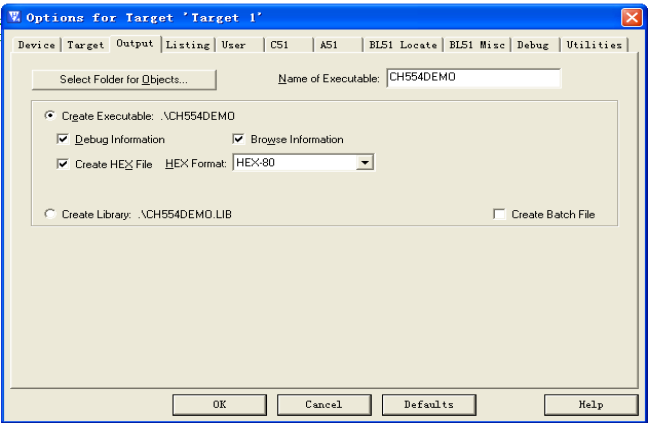 Options for Target 'Target 1'
Device Target Output Listing User C51 A51 BL51 Locate BL51 Misc Debug Utilities
Select Folder for Objects... Name of Executable: CH554DEMO
Create Executable: .\CH554DEMO
Debug Information Browse Information
Create HEX File HEX Format: HEX-80
Create Library: .\CH554DEMO.LIB Create Batch File
OK Cancel Defaults Help